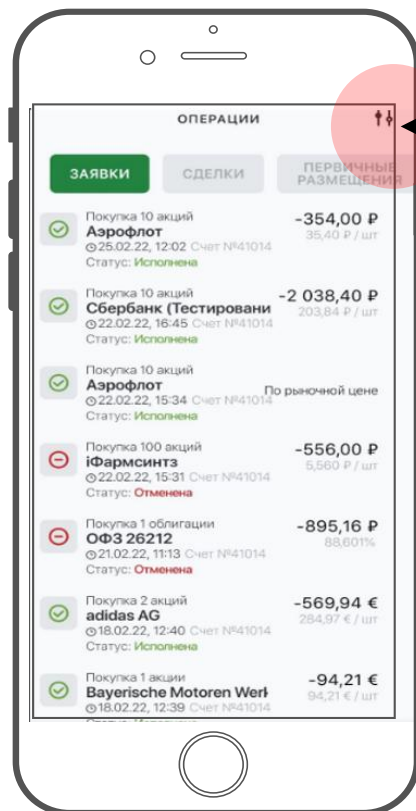 ОПЕРАЦИИ
ЗАЯВКИ
СДЕЛКИ
ПЕРВИЧНЫЕ
РАЗМЕЩЕНИЯ
Покупка 10 акций
Аэрофлот
-354,00 ₽
25.02.22, 12:02 Счет №41014
35,40 ₽ / шт
Статус: Исполнена
Покупка 10 акций
Сбербанк (Тестировани
-2 038,40 ₽
22.02.22, 16:45 Счет №41014
203,84 ₽ / шт
Статус: Исполнена
Покупка 10 акций
Аэрофлот
По рыночной цене
22.02.22, 15:34 Счет №41014
Статус: Исполнена
Покупка 100 акций
iФармсинтз
-556,00 ₽
22.02.22, 15:31 Счет №41014
5,560 ₽ / шт
Статус: Отменена
Покупка 1 облигации
ОФЗ 26212
-895,16 ₽
21.02.22, 11:13 Счет №41014
88,601%
Статус: Отменена
Покупка 2 акций
adidas AG
-569,94 €
18.02.22, 12:40 Счет №41014
284,97 € / шт
Статус: Исполнена
Покупка 1 акции
Bayerische Motoren Werk
-94,21 €
18.02.22, 12:39 Счет №41014
94,21 € / шт